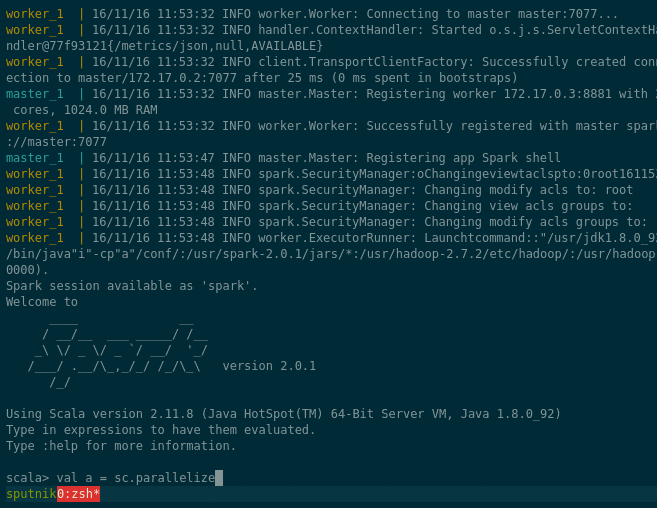 worker_1  | 16/11/16 11:53:32 INFO worker.Worker: Connecting to master master:7077...
worker_1  | 16/11/16 11:53:32 INFO handler.ContextHandler: Started o.s.j.s.ServletContextHa
ndler@77f93121{/metrics/json,null,AVAILABLE}
worker_1  | 16/11/16 11:53:32 INFO client.TransportClientFactory: Successfully created conn
ection to master/172.17.0.2:7077 after 25 ms (0 ms spent in bootstraps)
master_1  | 16/11/16 11:53:32 INFO master.Master: Registering worker 172.17.0.3:8881 with
 cores, 1024.0 MB RAM
worker_1  | 16/11/16 11:53:32 INFO worker.Worker: Successfully registered with master spark
://master:7077
master_1  | 16/11/16 11:53:47 INFO master.Master: Registering app Spark shell
worker_1  | 16/11/16 11:53:48 INFO spark.SecurityManager:oChangingeviewtaclspto:0root16115
worker_1  | 16/11/16 11:53:48 INFO spark.SecurityManager: Changing modify acls to: root
worker_1  | 16/11/16 11:53:48 INFO spark.SecurityManager: Changing view acls groups to:
worker_1  | 16/11/16 11:53:48 INFO spark.SecurityManager: Changing modify acls groups to:
worker_1  | 16/11/16 11:53:48 INFO worker.ExecutorRunner: Launchtcommand::"/usr/jdk1.8.0_92
/bin/java"i"-cp"a"/conf/:/usr/spark-2.0.1/jars/*:/usr/hadoop-2.7.2/etc/hadoop/:/usr/hadoop
0000).
Spark session available as 'spark'.
Welcome to
      ____              __
     / __/__  ___ _____/ /__
    _\ \/ _ \/ _ `/ __/  '_/
   /___/ .__/\_,_/_/ /_/\_\   version 2.0.1
      /_/
Using Scala version 2.11.8 (Java HotSpot(TM) 64-Bit Server VM, Java 1.8.0_92)
Type in expressions to have them evaluated.
Type :help for more information.
scala> val a = sc.parallelize
sputnik 0:zsh*